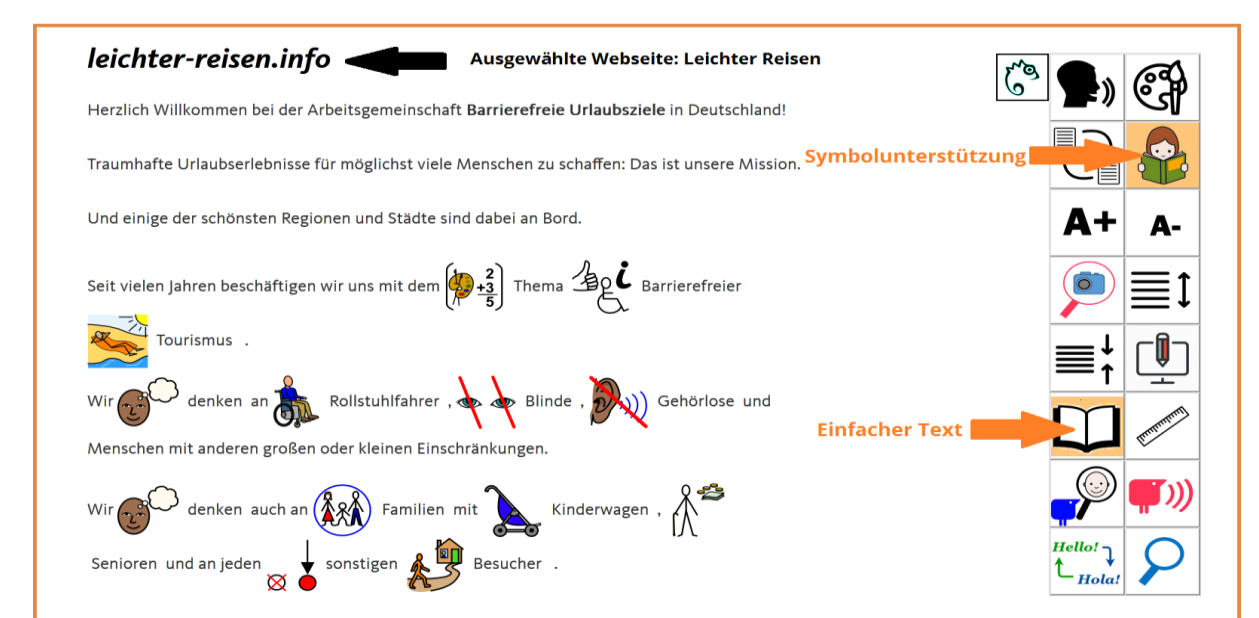 leichter-reisen.info
Ausgewählte Webseite: Leichter Reisen
Herzlich Willkommen bei der Arbeitsgemeinschaft Barrierefreie Urlaubsziele in Deutschland!
Traumhafte Urlaubserlebnisse für möglichst viele Menschen zu schaffen: Das ist unsere Mission.
Symbolunterstützung
Und einige der schönsten Regionen und Städte sind dabei an Bord.
A+ A-
Seit vielen Jahren beschäftigen wir uns mit dem 2 +3 5 Thema i Barrierefreier
Tourismus .
Wir denken an Rollstuhlfahrer , Blinde , Gehörlose und
Einfacher Text
Menschen mit anderen großen oder kleinen Einschränkungen.
Wir denken auch an Familien mit Kinderwagen ,
Senioren und an jeden sonstigen Besucher .
Hello!
Hola!